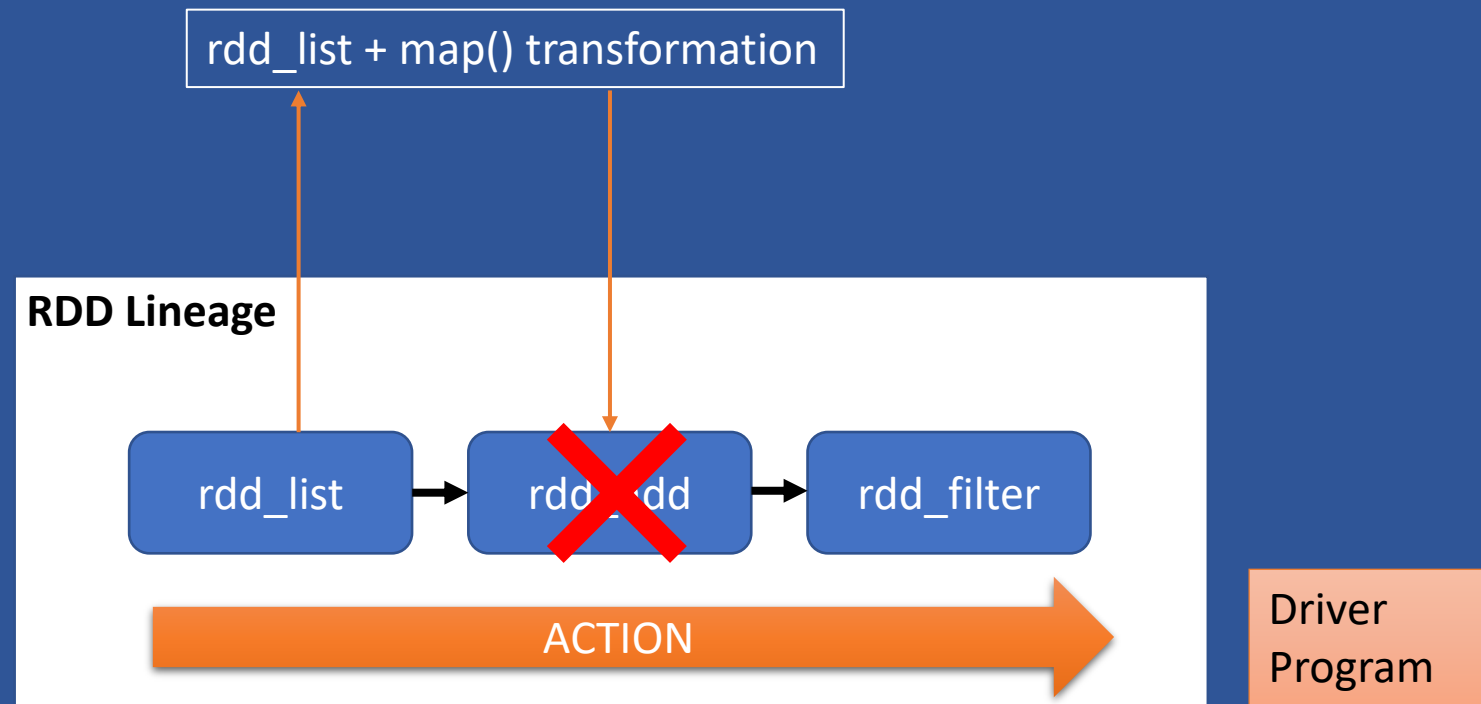 rdd_list + map() transformation
RDD Lineage
rdd_list
rdd_filter
ACTION
Driver
Program